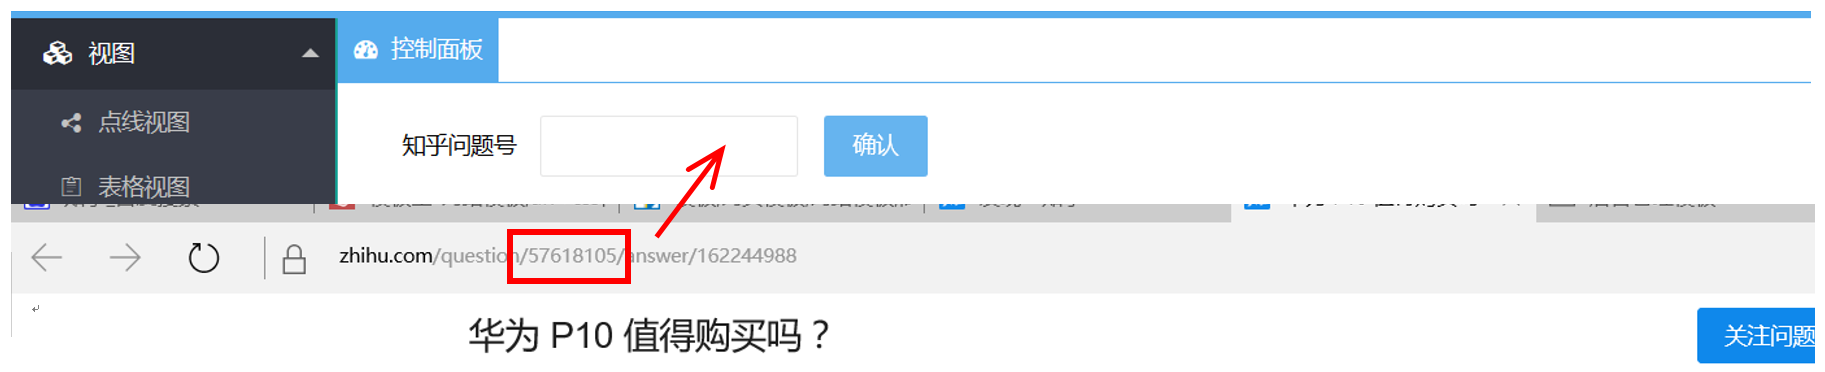 视图
控制面板
点线视图
知乎问题号
确认
表格视图
zhihu.com/question/57618105/answer/162244988
华为 P10 值得购买吗？
关注问题